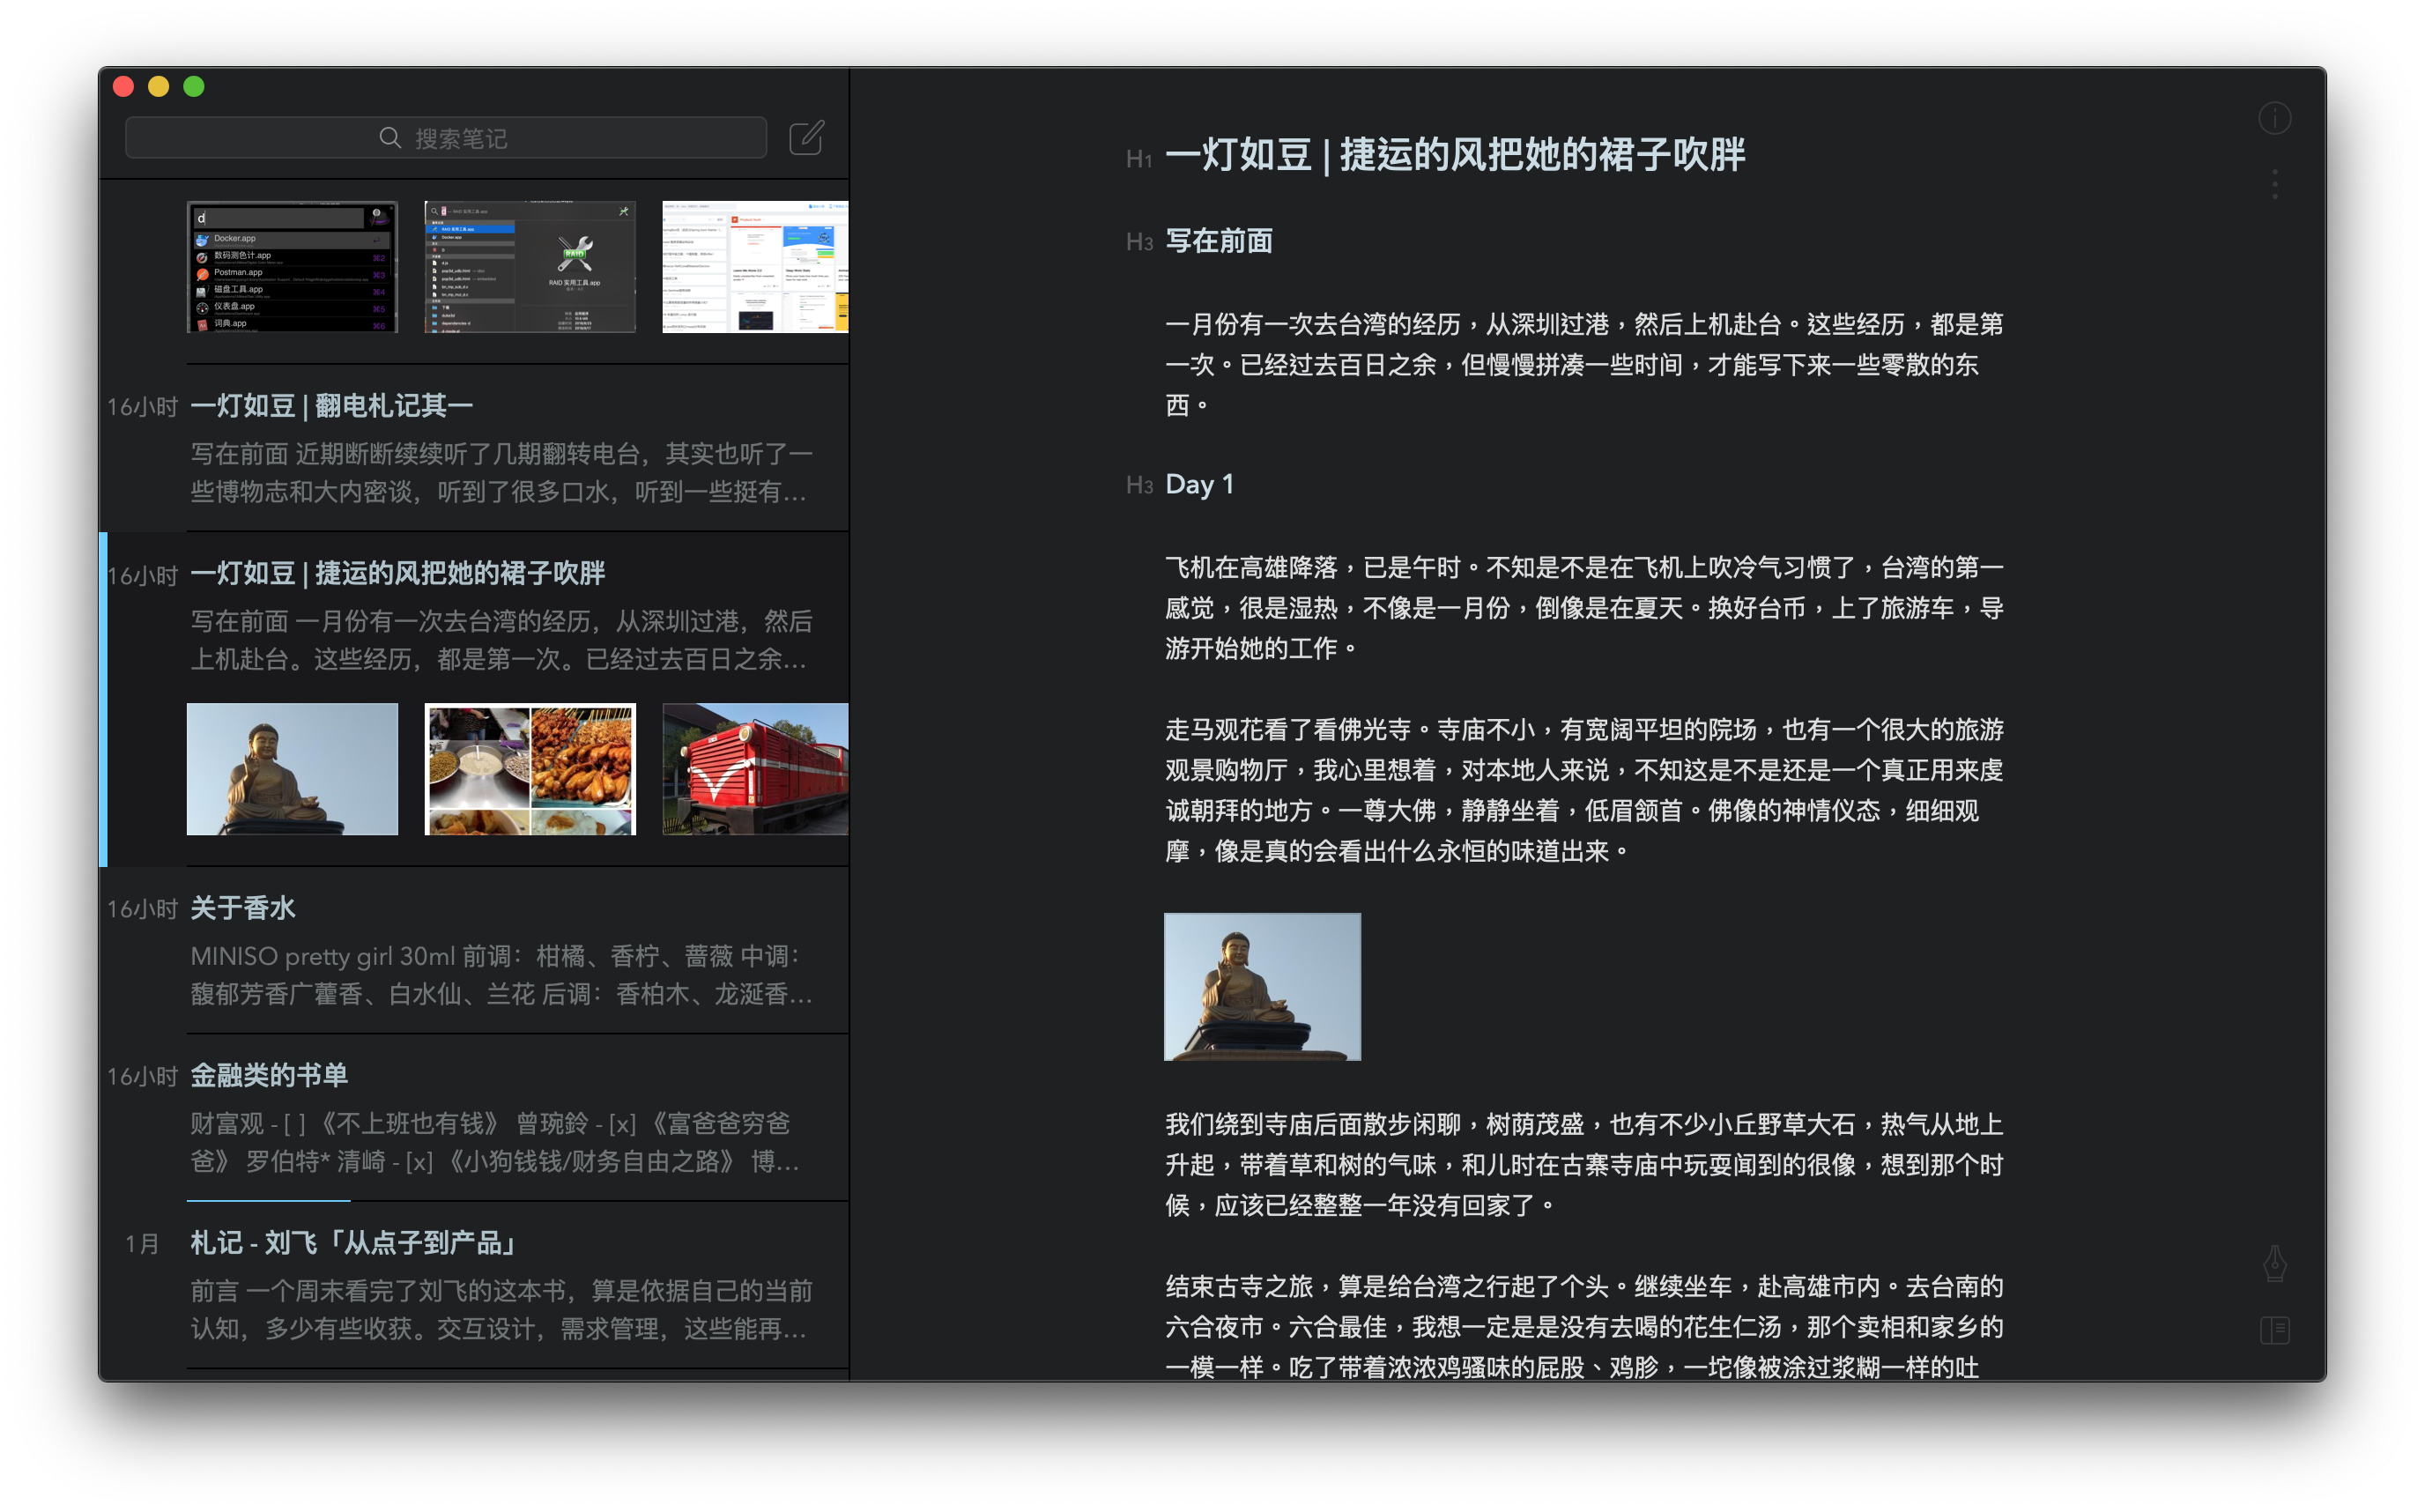 搜索笔记
d
Docker.app
数码测色计.app
⌘2
Postman.app
⌘3
磁盘工具.app
⌘4
仪表盘.app
⌘5
词典.app
⌘6
RAID 实用工具.app
Docker.app
RAID
RAID 实用工具.app
16小时
一灯如豆 | 翻电札记其一
写在前面 近期断断续续听了几期翻转电台，其实也听了一
些博物志和大内密谈，听到了很多口水，听到一些挺有...
16小时
一灯如豆 | 捷运的风把她的裙子吹胖
写在前面 一月份有一次去台湾的经历，从深圳过港，然后
上机赴台。这些经历，都是第一次。已经过去百日之余...
16小时
关于香水
MINISO pretty girl 30ml 前调：柑橘、香柠、蔷薇 中调：
馥郁芳香广藿香、白水仙、兰花 后调：香柏木、龙涎香...
16小时
金融类的书单
财富观 - [ ] 《不上班也有钱》 曾琬鈴 - [x] 《富爸爸穷爸
爸》 罗伯特* 清崎 - [x] 《小狗钱钱/财务自由之路》 博...
1月
札记 - 刘飞「从点子到产品」
前言 一个周末看完了刘飞的这本书，算是依据自己的当前
认知，多少有些收获。交互设计，需求管理，这些能再...
H1 一灯如豆 | 捷运的风把她的裙子吹胖
H3 写在前面
一月份有一次去台湾的经历，从深圳过港，然后上机赴台。这些经历，都是第
一次。已经过去百日之余，但慢慢拼凑一些时间，才能写下来一些零散的东
西。
H3 Day 1
飞机在高雄降落，已是午时。不知是不是在飞机上吹冷气习惯了，台湾的第一
感觉，很是湿热，不像是一月份，倒像是在夏天。换好台币，上了旅游车，导
游开始她的工作。
走马观花看了看佛光寺。寺庙不小，有宽阔平坦的院场，也有一个很大的旅游
观景购物厅，我心里想着，对本地人来说，不知这是不是还是一个真正用来虔
诚朝拜的地方。一尊大佛，静静坐着，低眉颔首。佛像的神情仪态，细细观
摩，像是真的会看出什么永恒的味道出来。
我们绕到寺庙后面散步闲聊，树荫茂盛，也有不少小丘野草大石，热气从地上
升起，带着草和树的气味，和儿时在古寨寺庙中玩耍闻到的很像，想到那个时
候，应该已经整整一年没有回家了。
结束古寺之旅，算是给台湾之行起了个头。继续坐车，赴高雄市内。去台南的
六合夜市。六合最佳，我想一定是是没有去喝的花生仁汤，那个卖相和家乡的
一模一样。吃了带着浓浓鸡骚味的屁股、鸡胗，一坨像被涂过浆糊一样的吐